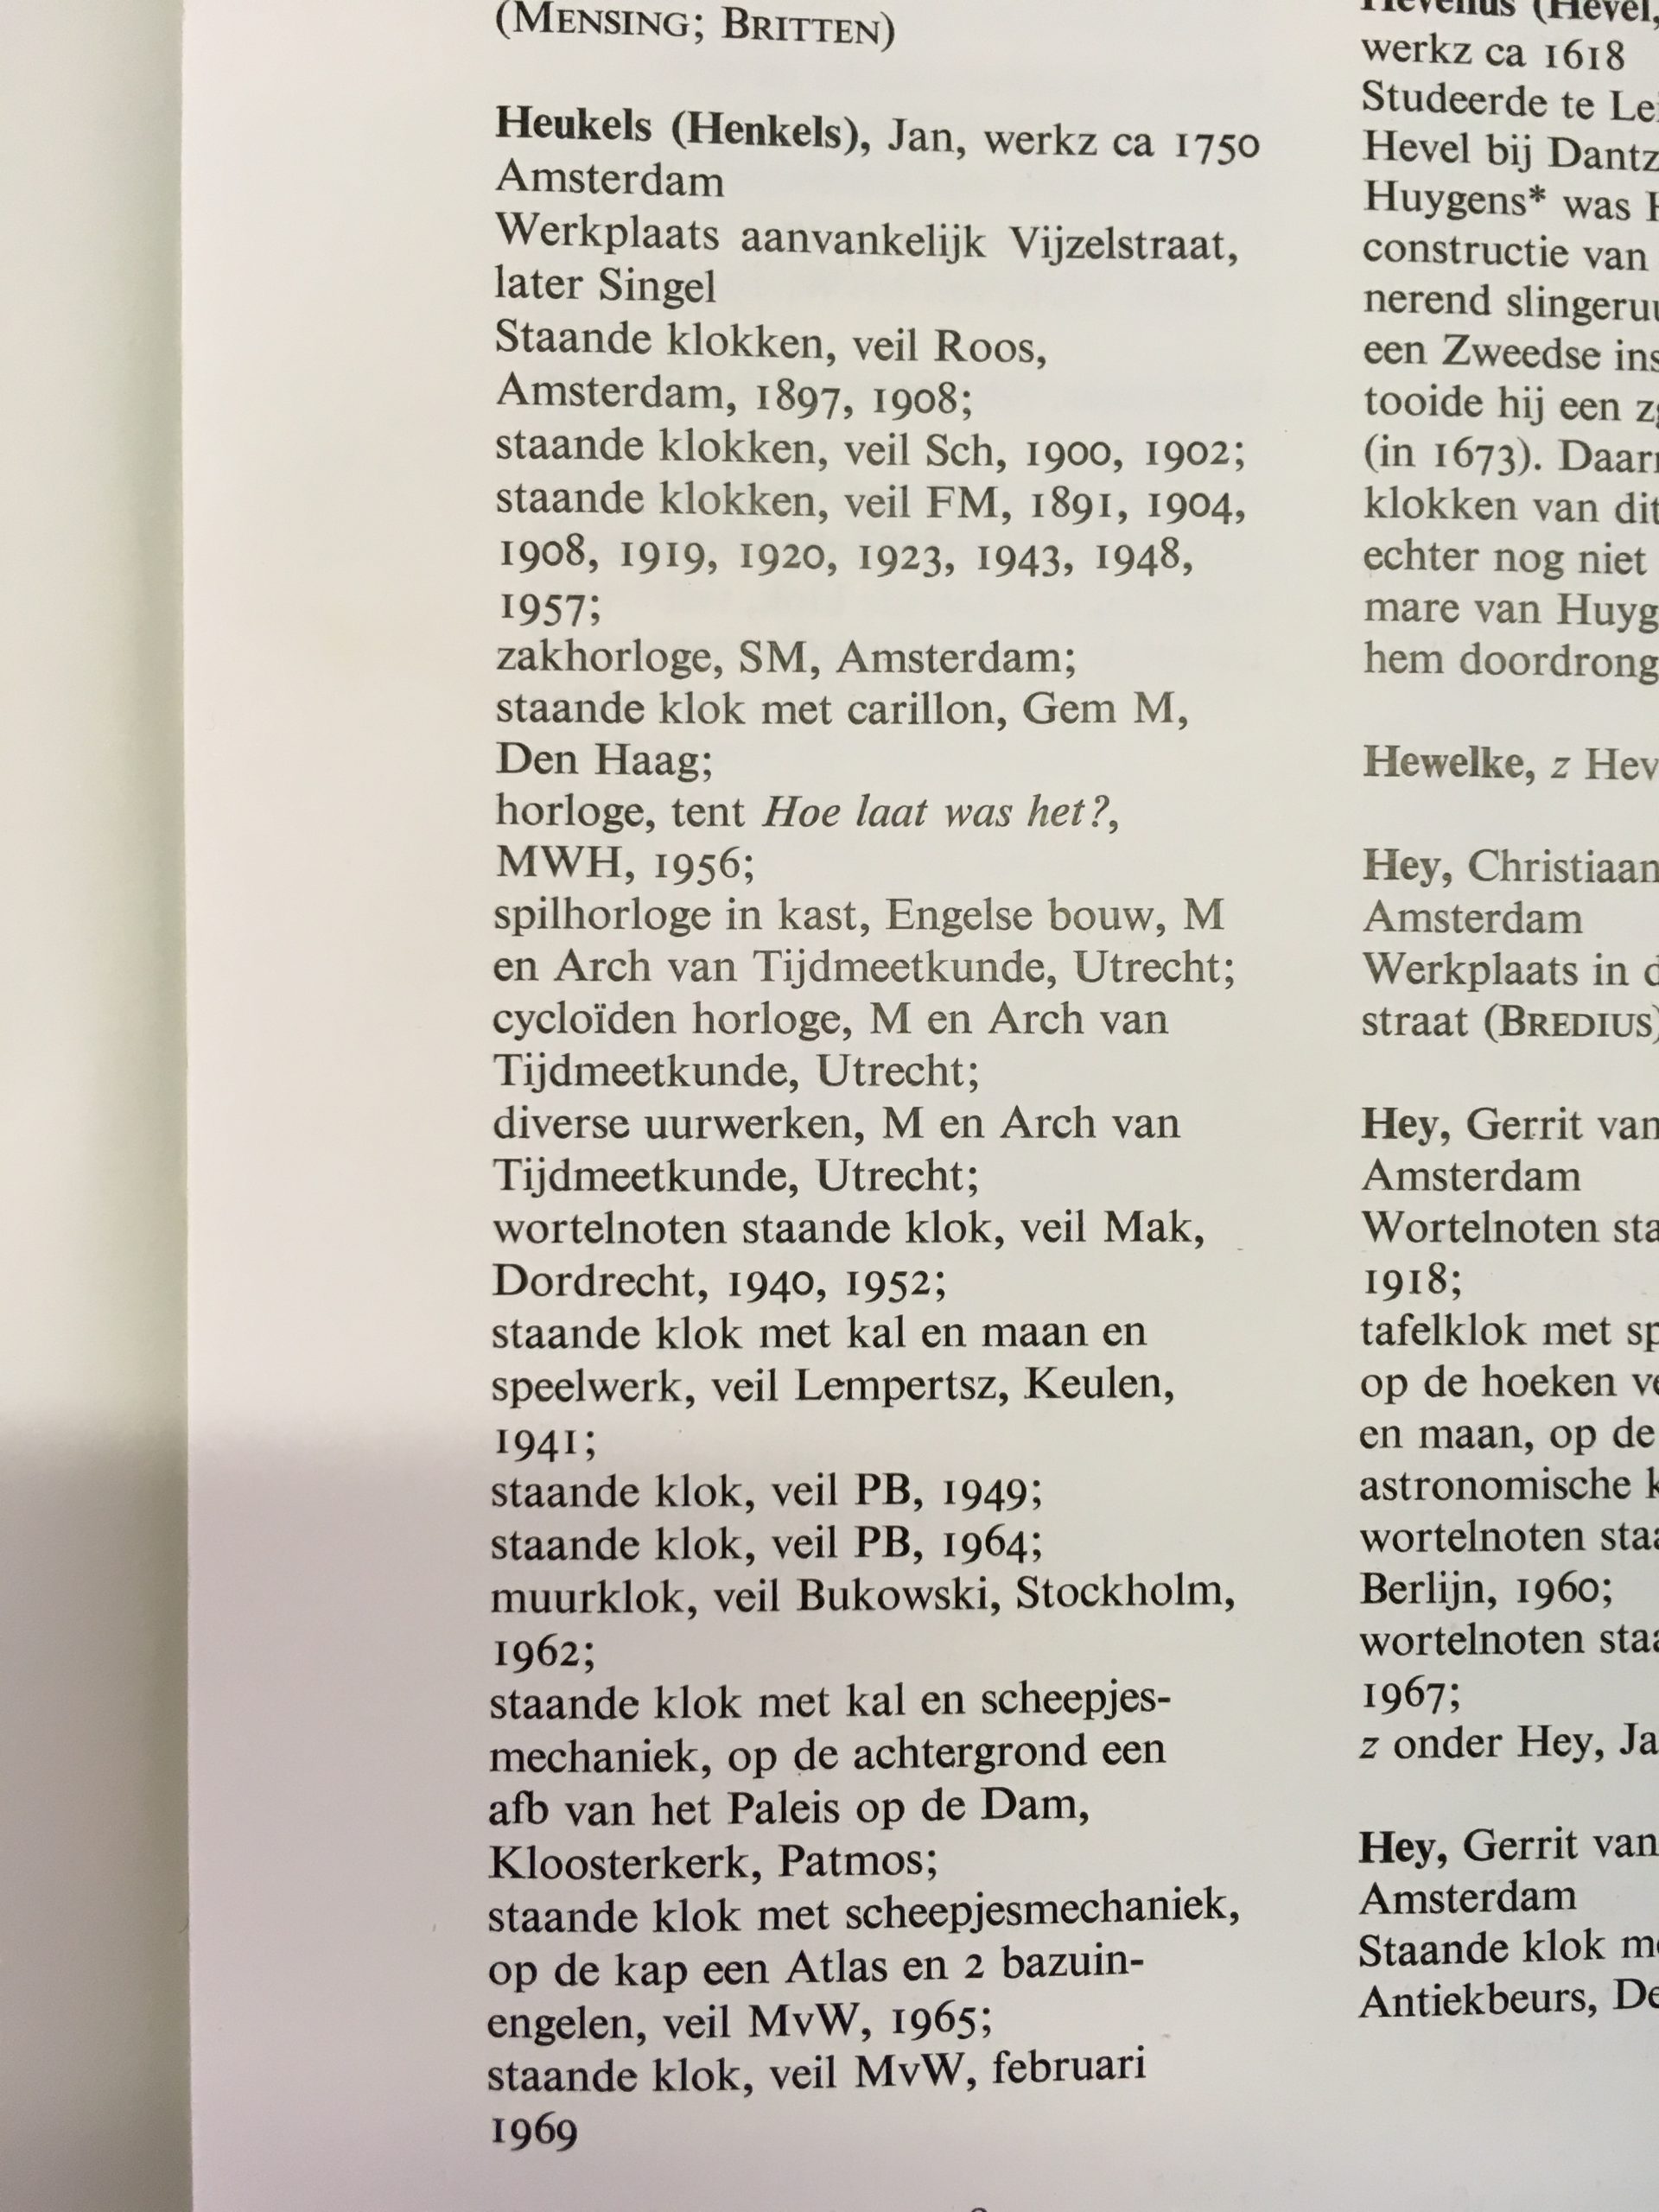 (MENSING; BRITTEN)
Heukels (Henkels), Jan, werkz ca 1750
Amsterdam
Werkplaats aanvankelijk Vijzelstraat,
later Singel
Staande klokken, veil Roos,
Amsterdam, 1897, 1908;
staande klokken, veil Sch, 1900, 1902;
staande klokken, veil FM, 1891, 1904,
1908, 1919, 1920, 1923, 1943, 1948,
1957;
zakhorloge, SM, Amsterdam;
staande klok met carillon, Gem M,
Den Haag;
horloge, tent Hoe laat was het?,
MWH, 1956;
spilhorloge in kast, Engelse bouw, M
en Arch van Tijdmeetkunde, Utrecht;
cycloïden horloge, M en Arch van
Tijdmeetkunde, Utrecht;
diverse uurwerken, M en Arch van
Tijdmeetkunde, Utrecht;
wortelnoten staande klok, veil Mak,
Dordrecht, 1940, 1952;
staande klok met kal en maan en
speelwerk, veil Lempertsz, Keulen,
1941;
staande klok, veil PB, 1949;
staande klok, veil PB, 1964;
muurklok, veil Bukowski, Stockholm,
1962;
staande klok met kal en scheepjes-
mechaniek, op de achtergrond een
afb van het Paleis op de Dam,
Kloosterkerk, Patmos;
staande klok met scheepjesmechaniek,
op de kap een Atlas en 2 bazuin-
engelen, veil MvW, 1965;
staande klok, veil MvW, februari
1969
Hevelius (Hevel,
werkz ca 1618
Studeerde te
Hevel bij
Huygens* was
constructie van
nerend
een Zweedse
tooide hij een
(in 1673).
klokken van dit
echter nog niet
mare van
hem
Hewelke, z
Hey, Christiaan
Amsterdam
Werkplaats in
straat (BREDIUS)
Hey, Gerrit van
Amsterdam
Wortelnoten
1918;
tafelklok met
op de hoeken
en maan, op de
astronomische
wortelnoten
Berlijn, 1960;
wortelnoten
1967;
z onder Hey,
Hey, Gerrit van
Amsterdam
Staande klok
Antiekbeurs,